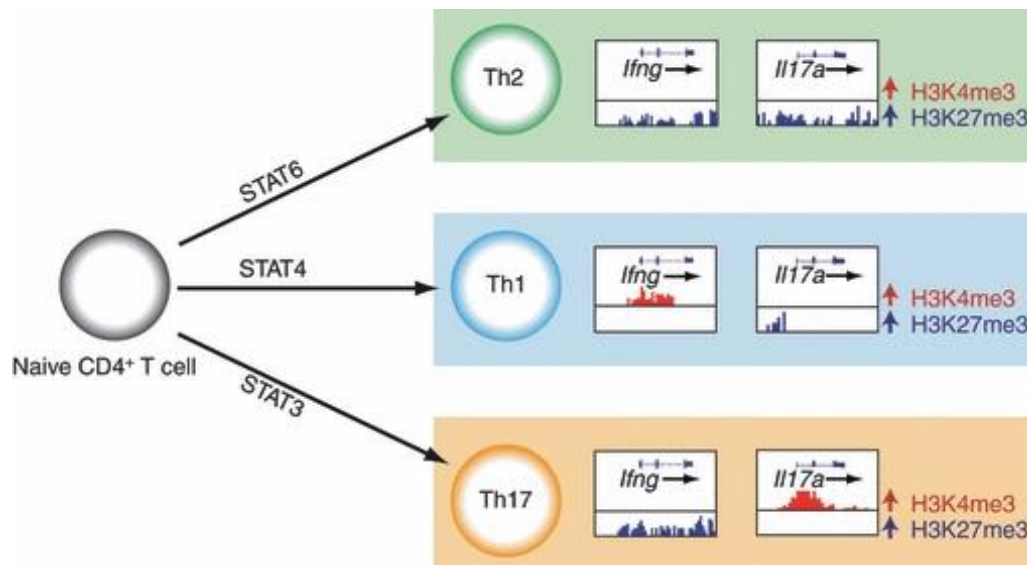 Th2
Ifng
Il17a
H3K4me3
H3K27me3
STAT6
STAT4
Th1
Ifng
Il17a
H3K4me3
H3K27me3
Naive CD4⁺ T cell
STAT3
Th17
Ifng
Il17a
H3K4me3
H3K27me3